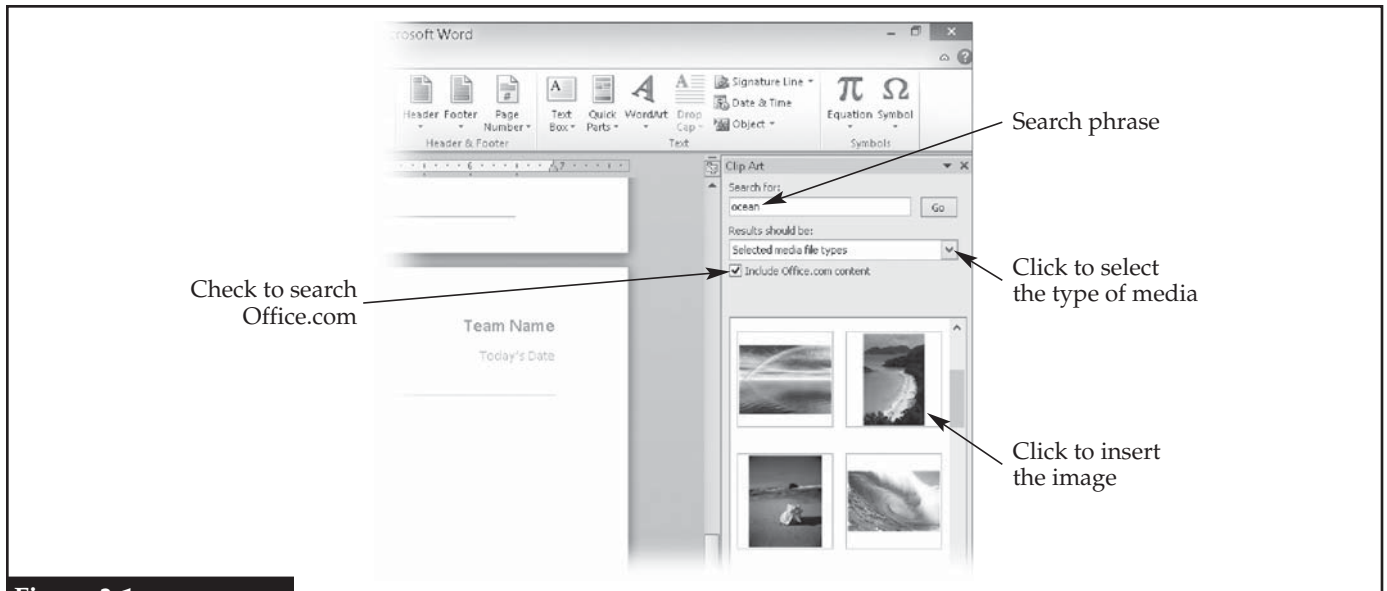 rosoft Word
Header Footer Page Number
Text Box Quick Parts WordArt Drop Cap
Signature Line
Date & Time
Object
Equation Symbol
Header & Footer Text Symbols
6 7
Clip Art
Search for:
ocean Go
Results should be:
Selected media file types
Include Office.com content
Search phrase
Click to select
the type of media
Check to search
Office.com
Team Name
Today's Date
Click to insert
the image